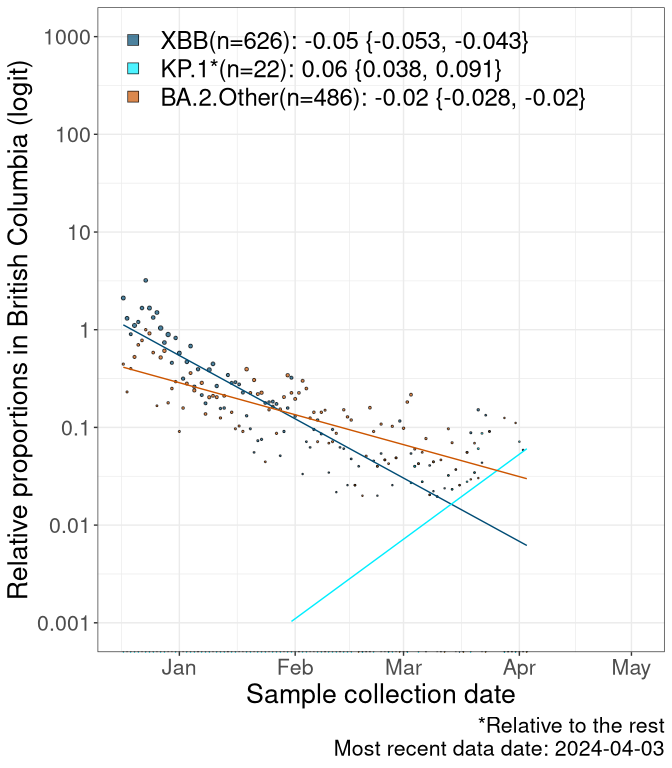 XBB(n=626): -0.05 {-0.053, -0.043}
KP.1*(n=22): 0.06 {0.038, 0.091}
BA.2.Other(n=486): -0.02 {-0.028, -0.02}
Relative proportions in British Columbia (logit)
1000
100
10
1
0.1
0.01
0.001
Jan Feb Mar Apr May
Sample collection date
*Relative to the rest
Most recent data date: 2024-04-03